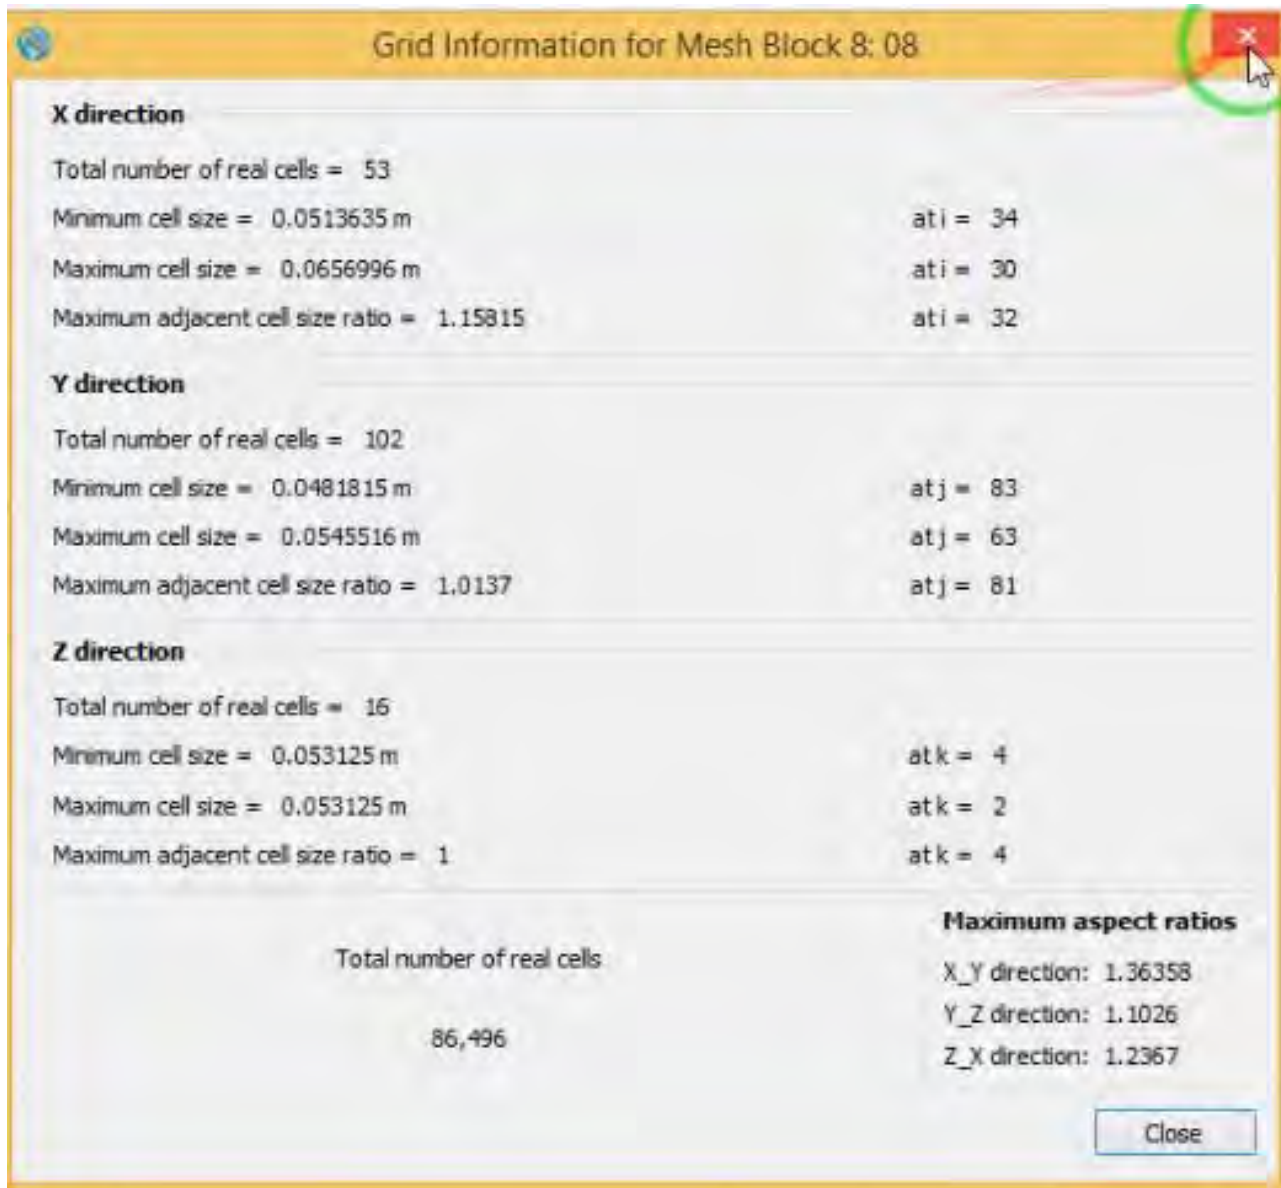 Grid Information for Mesh Block 8: 08
X direction
Total number of real cells = 53
Minimum cell size = 0.0513635 m at i = 34
Maximum cell size = 0.0656996 m at i = 30
Maximum adjacent cell size ratio = 1.15815 at i = 32
Y direction
Total number of real cells = 102
Minimum cell size = 0.0481815 m at j = 83
Maximum cell size = 0.0545516 m at j = 63
Maximum adjacent cell size ratio = 1.0137 at j = 81
Z direction
Total number of real cells = 16
Minimum cell size = 0.053125 m at k = 4
Maximum cell size = 0.053125 m at k = 2
Maximum adjacent cell size ratio = 1 at k = 4
Maximum aspect ratios
Total number of real cells
X_Y direction: 1.36358
Y_Z direction: 1.1026
86,496
Z_X direction: 1.2367
Close